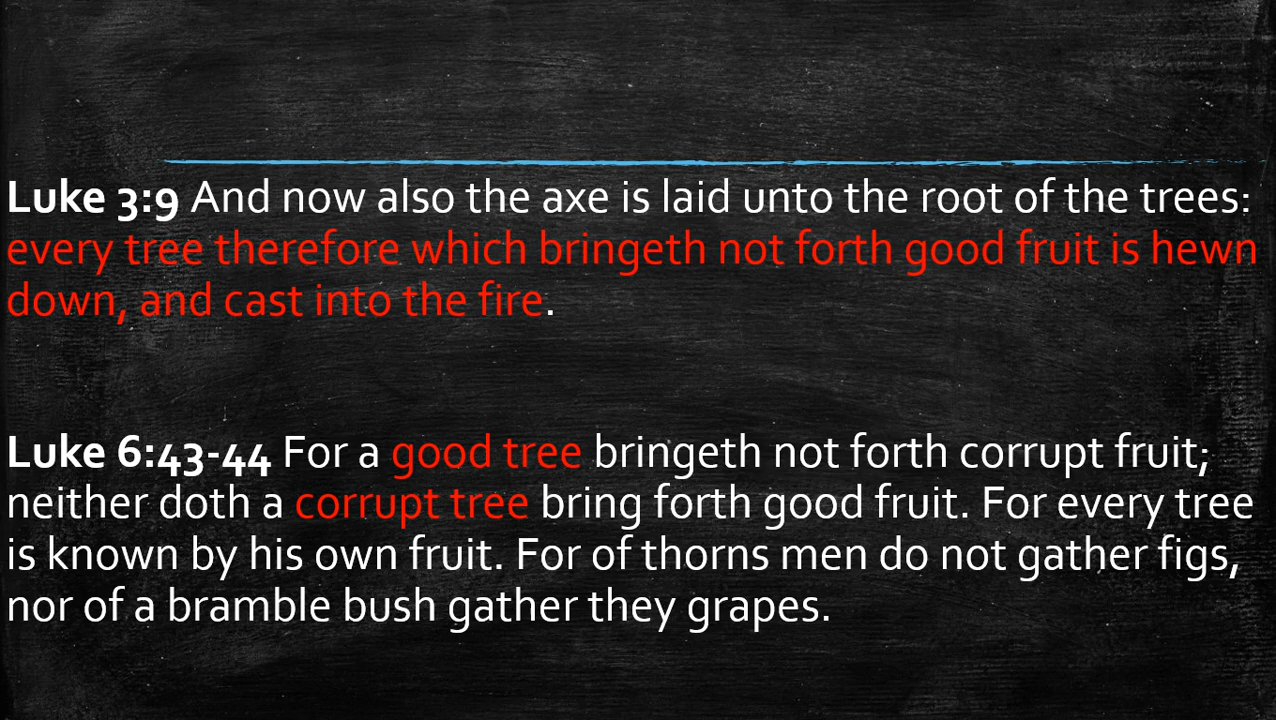 Luke 3:9 And now also the axe is laid unto the root of the trees:
every tree therefore which bringeth not forth good fruit is hewn
down, and cast into the fire.
Luke 6:43-44 For a good tree bringeth not forth corrupt fruit;
neither doth a corrupt tree bring forth good fruit. For every tree
is known by his own fruit. For of thorns men do not gather figs,
nor of a bramble bush gather they grapes.